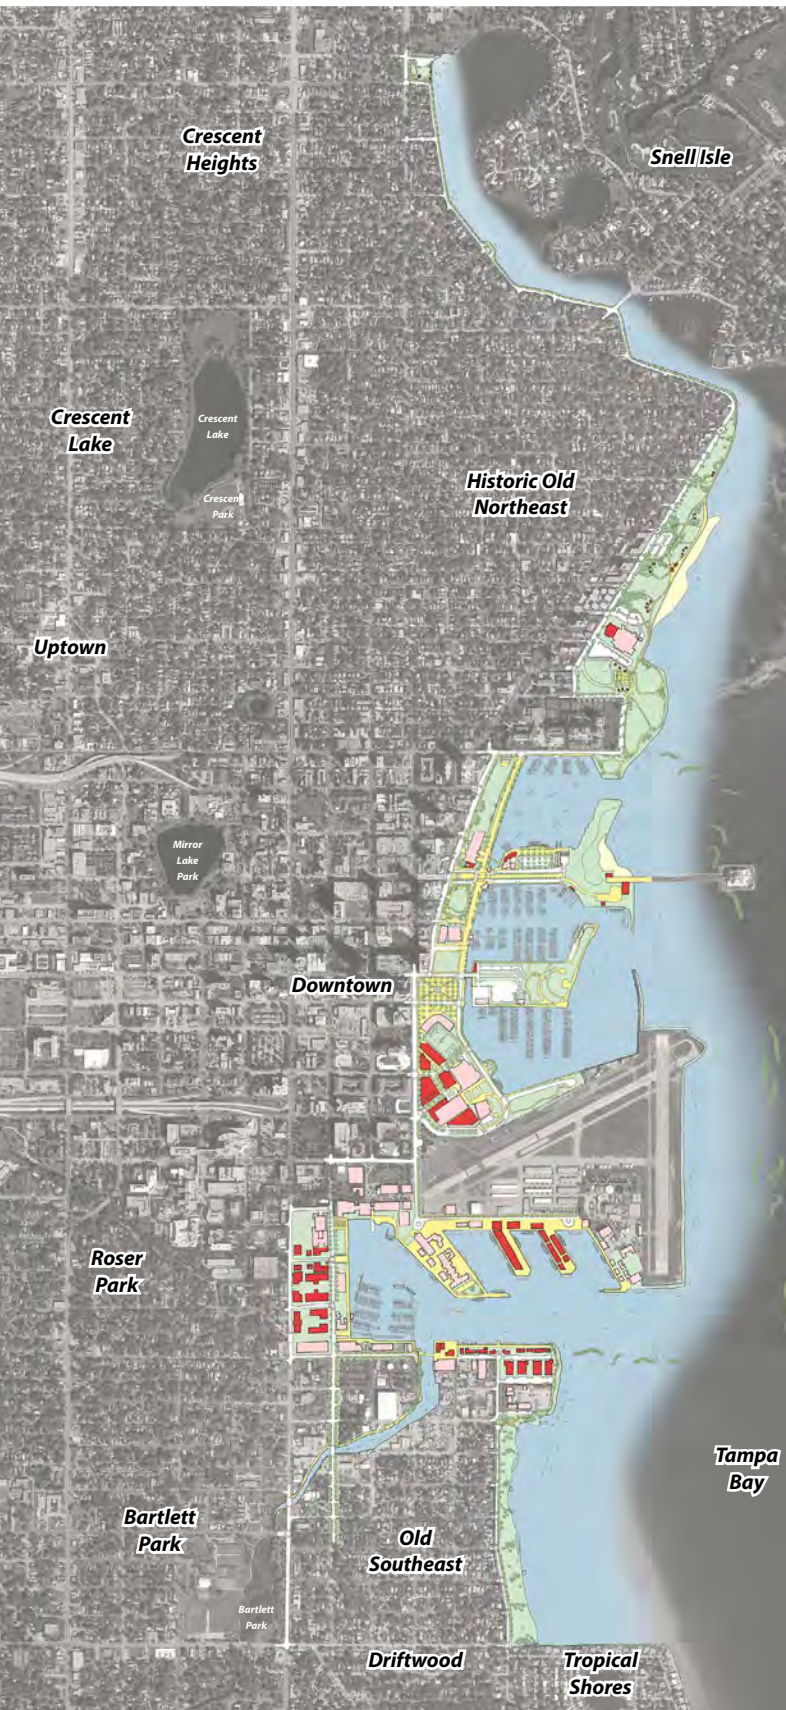 Crescent
Heights
Snell Isle
Crescent
Lake
Crescent
Lake
Crescent
Park
Historic Old
Northeast
Uptown
Mirror
Lake
Park
Downtown
Roser
Park
Tampa
Bay
Bartlett
Park
Old
Southeast
Bartlett
Park
Driftwood
Tropical
Shores